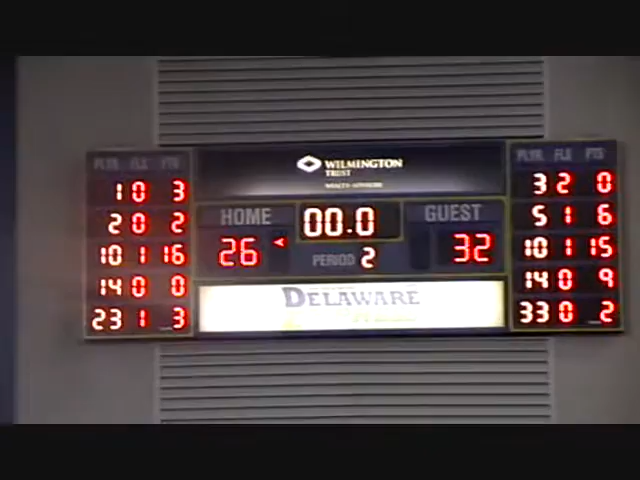 WILMINGTON
TRUST
WEALTH ADVISORS
PLYR FLS PTS
1 0 3
2 0 2
10 1 16
14 0 0
23 1 3
HOME 00.0 GUEST
26 32
PERIOD 2
DELAWARE
PLYR FLS PTS
3 2 0
5 1 6
10 1 15
14 0 9
33 0 2